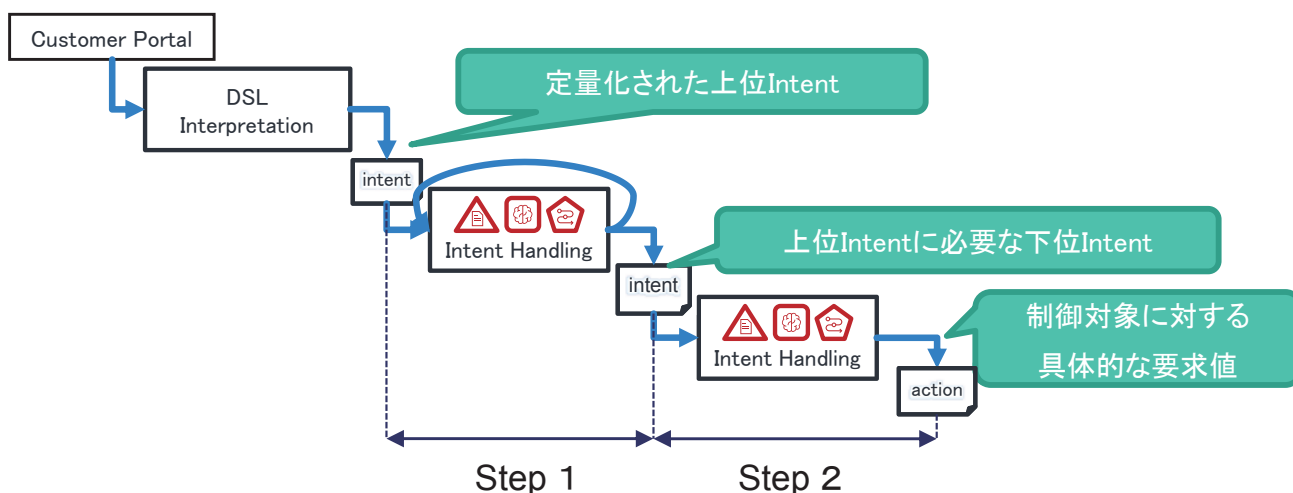 Customer Portal
DSL
Interpretation
定量化された上位Intent
intent
Intent Handling
上位Intentに必要な下位Intent
intent
Intent Handling
制御対象に対する
具体的な要求値
action
Step 1
Step 2